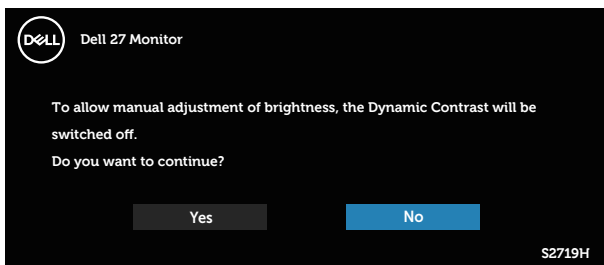 DELL
Dell 27 Monitor
To allow manual adjustment of brightness, the Dynamic Contrast will be
switched off.
Do you want to continue?
Yes
No
S2719H